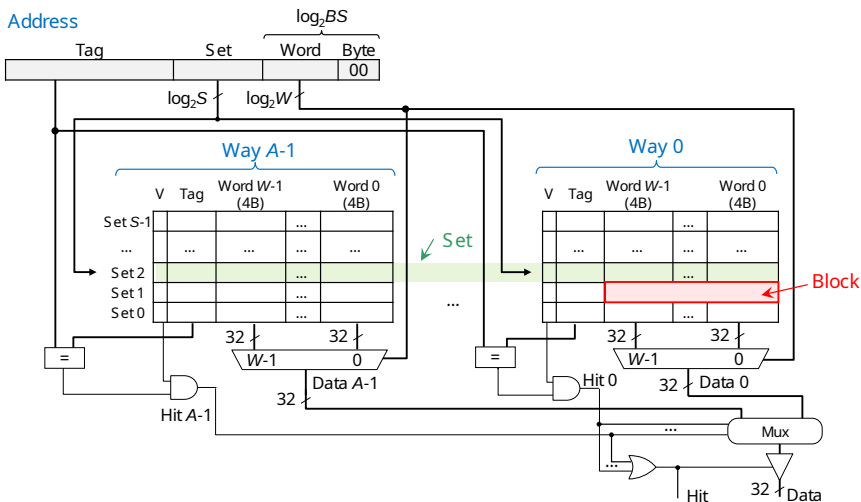 log₂BS
Address
Tag Set Word Byte
00
log₂S log₂W
Way A-1 Way 0
V Tag Word W-1 (4B) Word 0 (4B) V Tag Word W-1 (4B) Word 0 (4B)
Set S-1 ... ...
... ... ... ... ... ... ... ... ...
Set
Set 2 ... ...
Set 1 ... Block
...
Set 0 ... ...
32 32 32 32
= W-1 0 = W-1 0
32 Data A-1 Hit 0 32 Data 0
Hit A-1
... Mux
...
32 Data
Hit